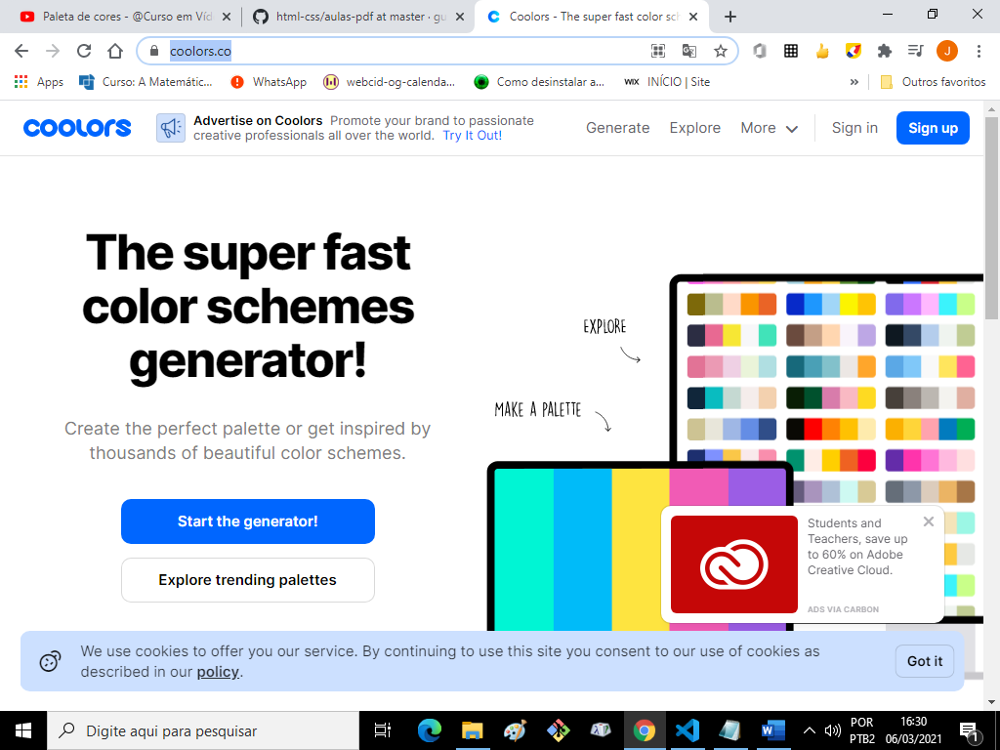 Paleta de cores - @Curso em Víd
html-css/aulas-pdf at master · gu
Coolors - The super fast color sch
coolors.co
J
Apps
Curso: A Matemátic...
WhatsApp
webcid-og-calenda...
Como desinstalar a...
WIX INÍCIO | Site
»
Outros favoritos
coolors
Advertise on Coolors Promote your brand to passionate
creative professionals all over the world. Try It Out!
Generate
Explore
More
Sign in
Sign up
The super fast
color schemes
generator!
Create the perfect palette or get inspired by
thousands of beautiful color schemes.
Start the generator!
Explore trending palettes
EXPLORE
MAKE A PALETTE
Students and
Teachers, save up
to 60% on Adobe
Creative Cloud.
ADS VIA CARBON
We use cookies to offer you our service. By continuing to use this site you consent to our use of cookies as
described in our policy.
Got it
Digite aqui para pesquisar
POR
PTB2
16:30
06/03/2021
1